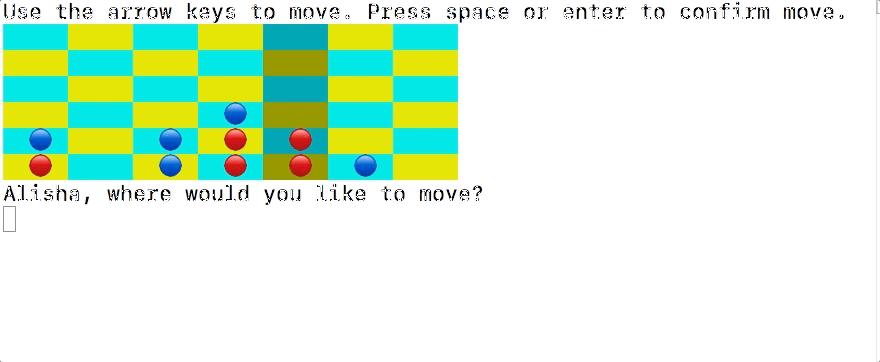 Use the arrow keys to move. Press space or enter to confirm move.
Alisha, where would you like to move?